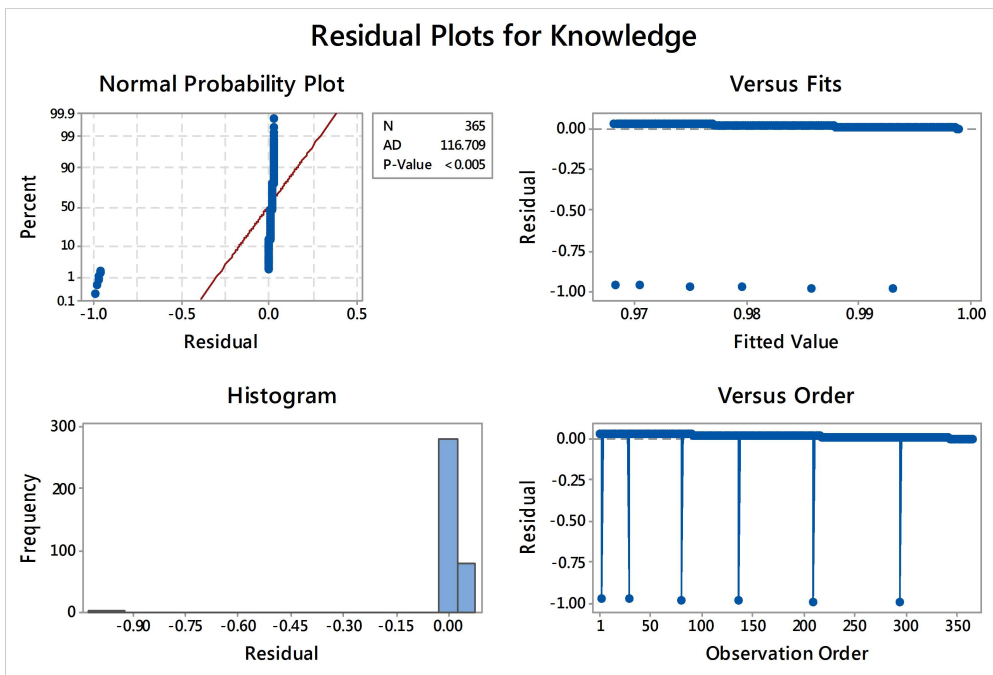 Residual Plots for Knowledge
Normal Probability Plot
99.9
99
90
50
10
1
0.1
Percent
-1.0 -0.5 0.0 0.5
Residual
N 365
AD 116.709
P-Value <0.005
Versus Fits
0.00
-0.25
-0.50
-0.75
-1.00
Residual
0.97 0.98 0.99 1.00
Fitted Value
Histogram
300
200
100
0
Frequency
-0.90 -0.75 -0.60 -0.45 -0.30 -0.15 0.00
Residual
Versus Order
0.00
-0.25
-0.50
-0.75
-1.00
Residual
1 50 100 150 200 250 300 350
Observation Order